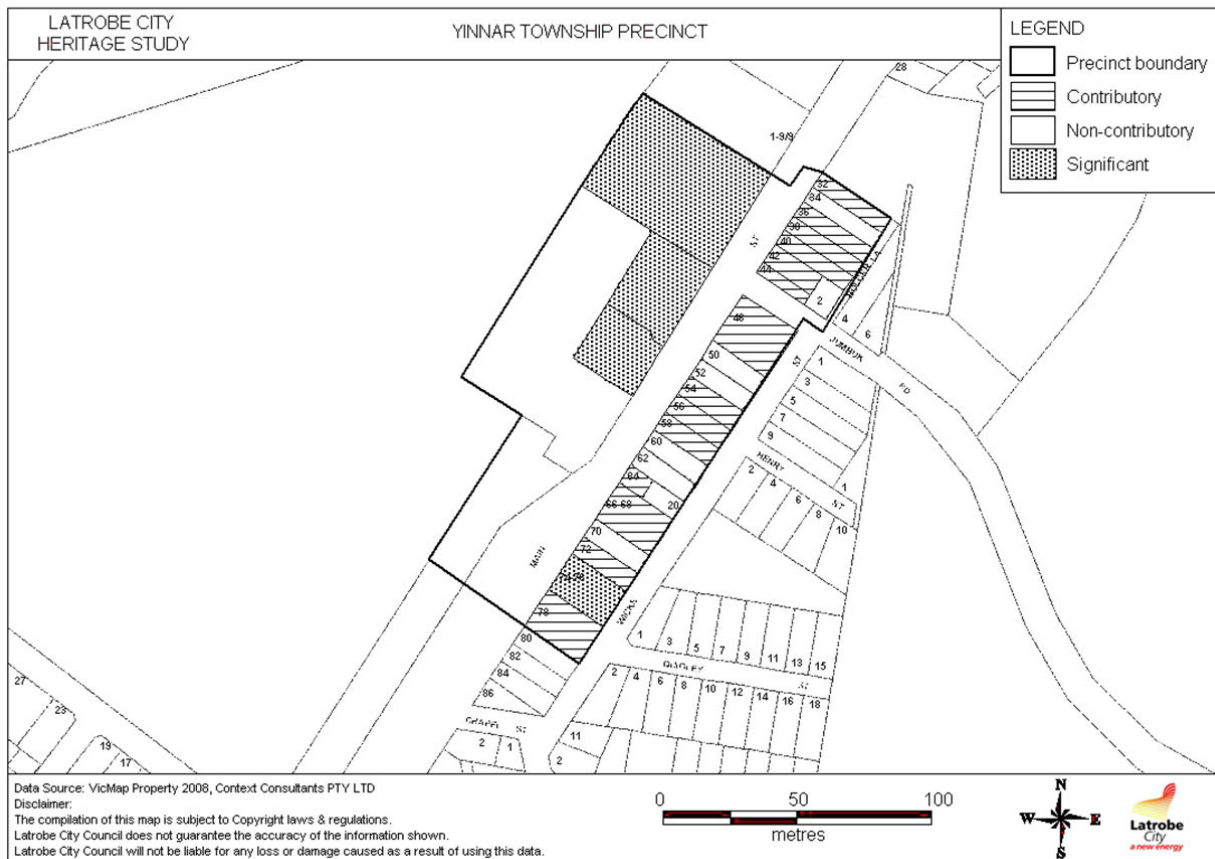 LATROBE CITY
HERITAGE STUDY
YINNAR TOWNSHIP PRECINCT
LEGEND
Precinct boundary
Contributory
Non-contributory
Significant
28
1-9/9
32
84
36
38
40
42
44
ST
2
4
6
JUMBUK
RD
46
50
52
54
56
58
60
62
64
66-68
20
70
72
78
80
82
84
86
MAIN
ST
1
3
5
7
9
HENRY
ST
2
4
6
8
10
1
WICKS
1
3
5
7
9
11
13
15
QUIGLEY
ST
2
4
6
8
10
12
14
16
18
CHAPEL ST
2
1
11
2
27
23
19
17
Data Source: VicMap Property 2008, Context Consultants PTY LTD
Disclaimer:
The compilation of this map is subject to Copyright laws & regulations.
Latrobe City Council does not guarantee the accuracy of the information shown.
Latrobe City Council will not be liable for any loss or damage caused as a result of using this data.
0 50 100
metres
N
W E
S
Latrobe
City
a new energy